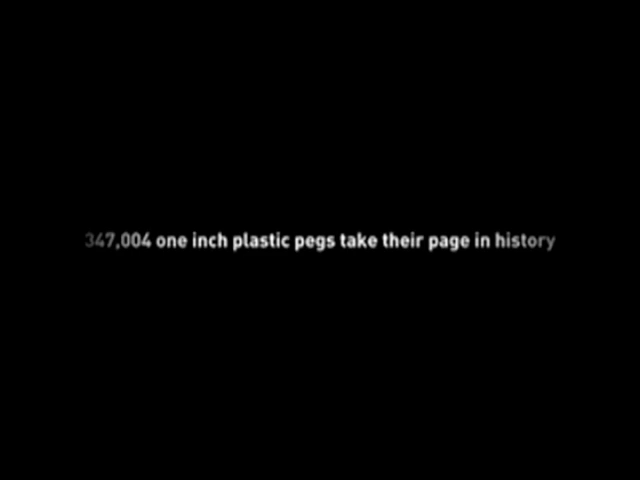 347,004 one inch plastic pegs take their page in history